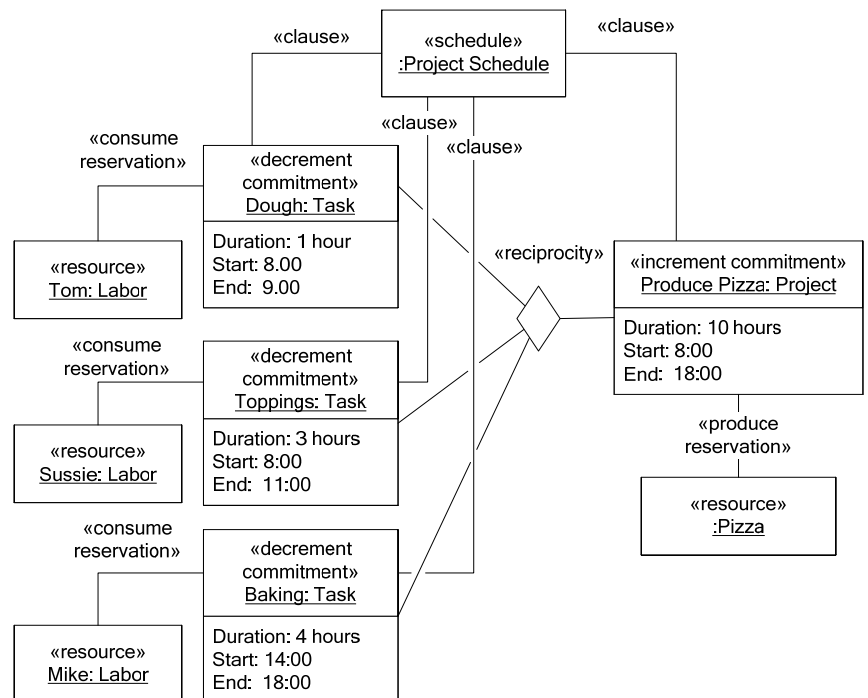 «clause»
«schedule»
:Project Schedule
«clause»
«clause»
«clause»
«consume
reservation»
«decrement
commitment»
Dough: Task
Duration: 1 hour
Start: 8.00
End: 9.00
«resource»
Tom: Labor
«reciprocity»
«increment commitment»
Produce Pizza: Project
Duration: 10 hours
Start: 8:00
End: 18:00
«consume
reservation»
«decrement
commitment»
Toppings: Task
Duration: 3 hours
Start: 8:00
End: 11:00
«resource»
Sussie: Labor
«produce
reservation»
«resource»
:Pizza
«consume
reservation»
«decrement
commitment»
Baking: Task
Duration: 4 hours
Start: 14:00
End: 18:00
«resource»
Mike: Labor